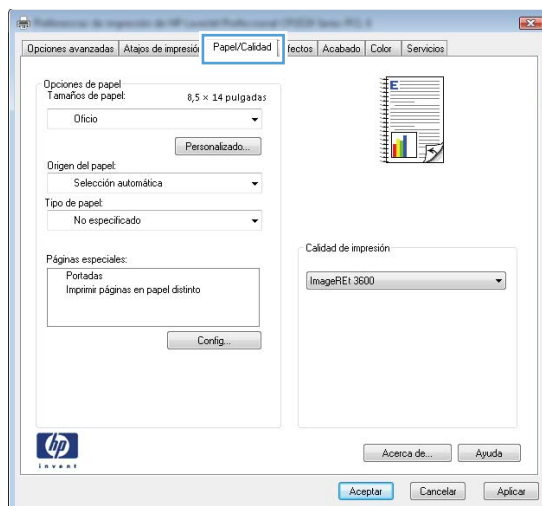 Opciones avanzadas Atajos de impresión Papel/Calidad fectos Acabado Color Servicios
Opciones de papel
Tamaños de papel: 8,5 × 14 pulgadas
Oficio
Personalizado...
Origen del papel:
Selección automática
Tipo de papel:
No especificado
Páginas especiales:
Portadas
Imprimir páginas en papel distinto
Config...
E
Calidad de impresión
ImageREt 3600
hp
invent
Acerca de... Ayuda
Aceptar Cancelar Aplicar